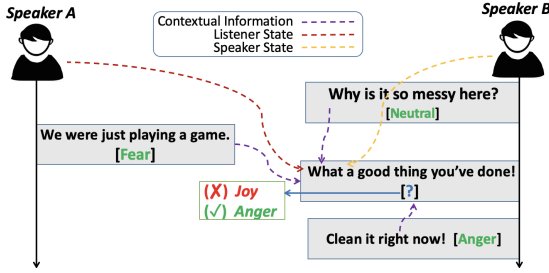 Speaker A
Speaker B
Contextual Information
Listener State
Speaker State
Why is it so messy here?
[Neutral]
We were just playing a game.
[Fear]
What a good thing you've done!
[?]
(✗) Joy
(✓) Anger
Clean it right now! [Anger]